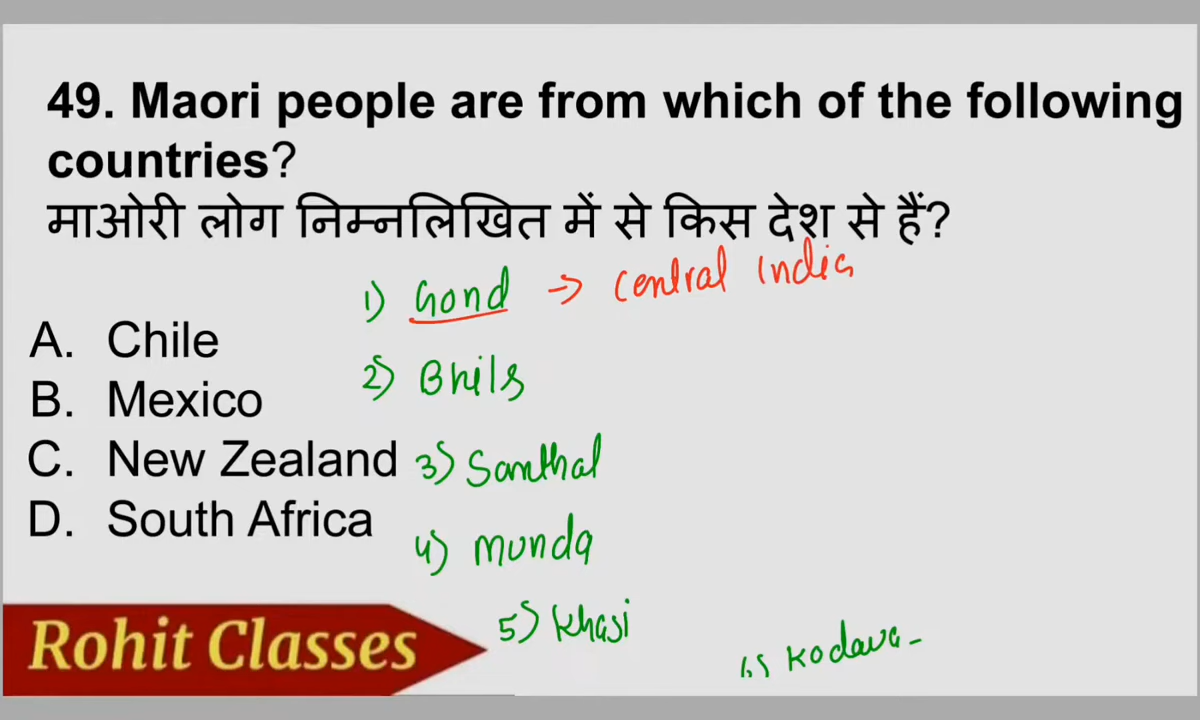 49. Maori people are from which of the following
countries?
माओरी लोग निम्नलिखित में से किस देश से हैं?
1) Gond → Central India
A. Chile
2) Bhils
B. Mexico
C. New Zealand
3) Santhal
D. South Africa
4) munda
5) Khasi
Rohit Classes
6) Kodava-